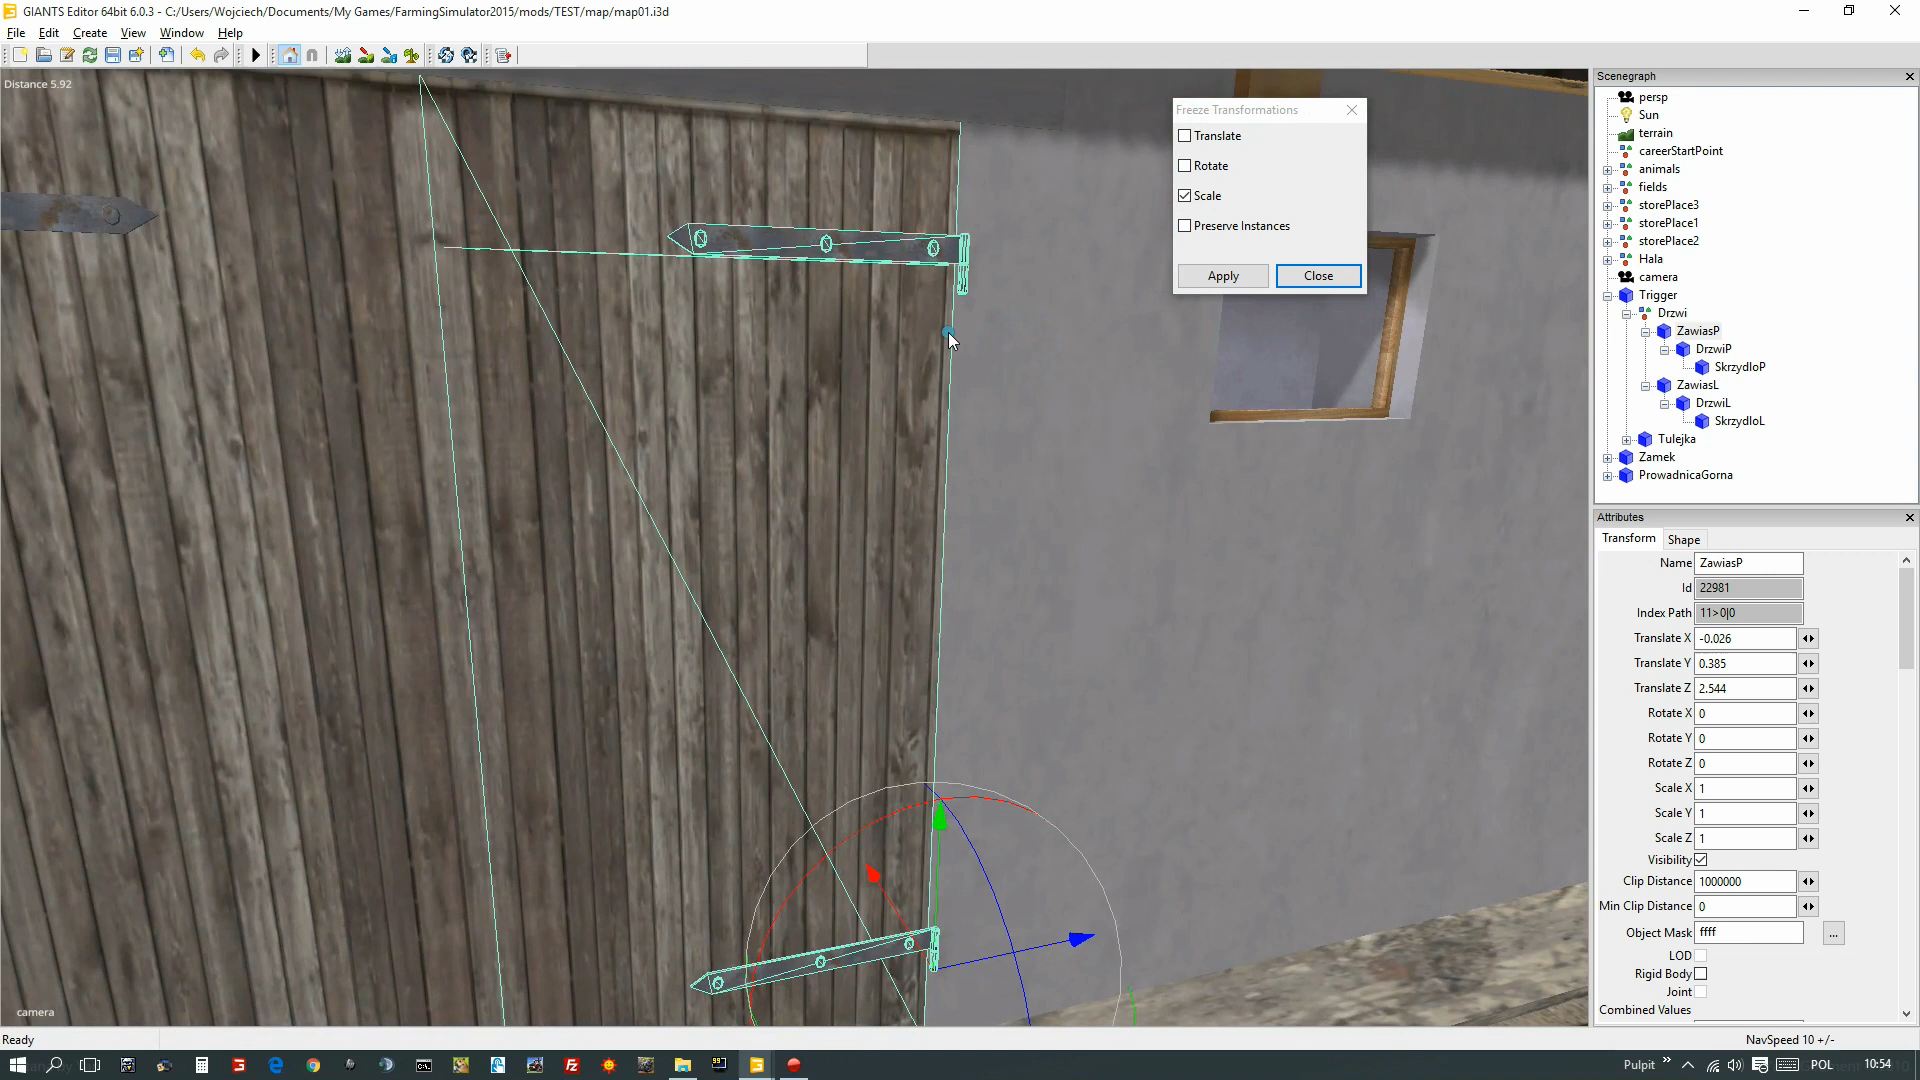 GIANTS Editor 64bit 6.0.3 - C:/Users/Wojciech/Documents/My Games/FarmingSimulator2015/mods/TEST/map/map01.i3d
File Edit Create View Window Help
Distance 5.92
Freeze Transformations
Translate
Rotate
Scale
Preserve Instances
Apply Close
camera
Scenegraph
persp
Sun
terrain
careerStartPoint
animals
fields
storePlace3
storePlace1
storePlace2
Hala
camera
Trigger
Drzwi
ZawiasP
DrzwiP
SkrzydloP
ZawiasL
DrzwiL
SkrzydloL
Tulejka
Zamek
ProwadnicaGorna
Attributes
Transform Shape
Name ZawiasP
Id 22981
Index Path 11>0|0
Translate X -0.026
Translate Y 0.385
Translate Z 2.544
Rotate X 0
Rotate Y 0
Rotate Z 0
Scale X 1
Scale Y 1
Scale Z 1
Visibility
Clip Distance 1000000
Min Clip Distance 0
Object Mask ffff ...
LOD
Rigid Body
Joint
Combined Values
Ready
NavSpeed 10 +/-
Pulpit POL 10:54